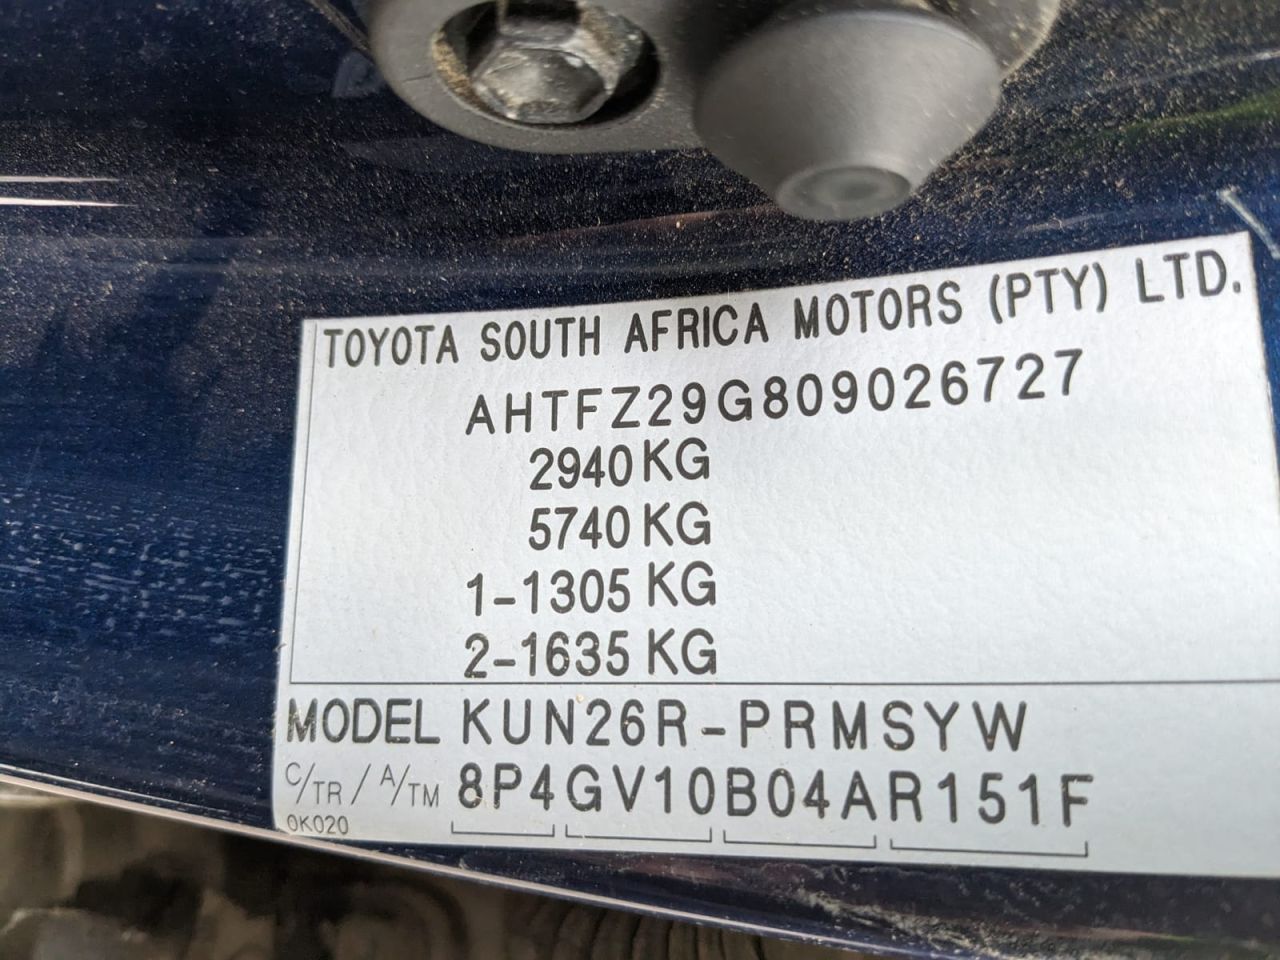 TOYOTA SOUTH AFRICA MOTORS (PTY) LTD.
AHTFZ29G809026727
2940KG
5740KG
1-1305KG
2-1635KG
MODEL KUN26R-PRMSYW
C/TR / A/TM 8P4GV10B04AR151F
0K020